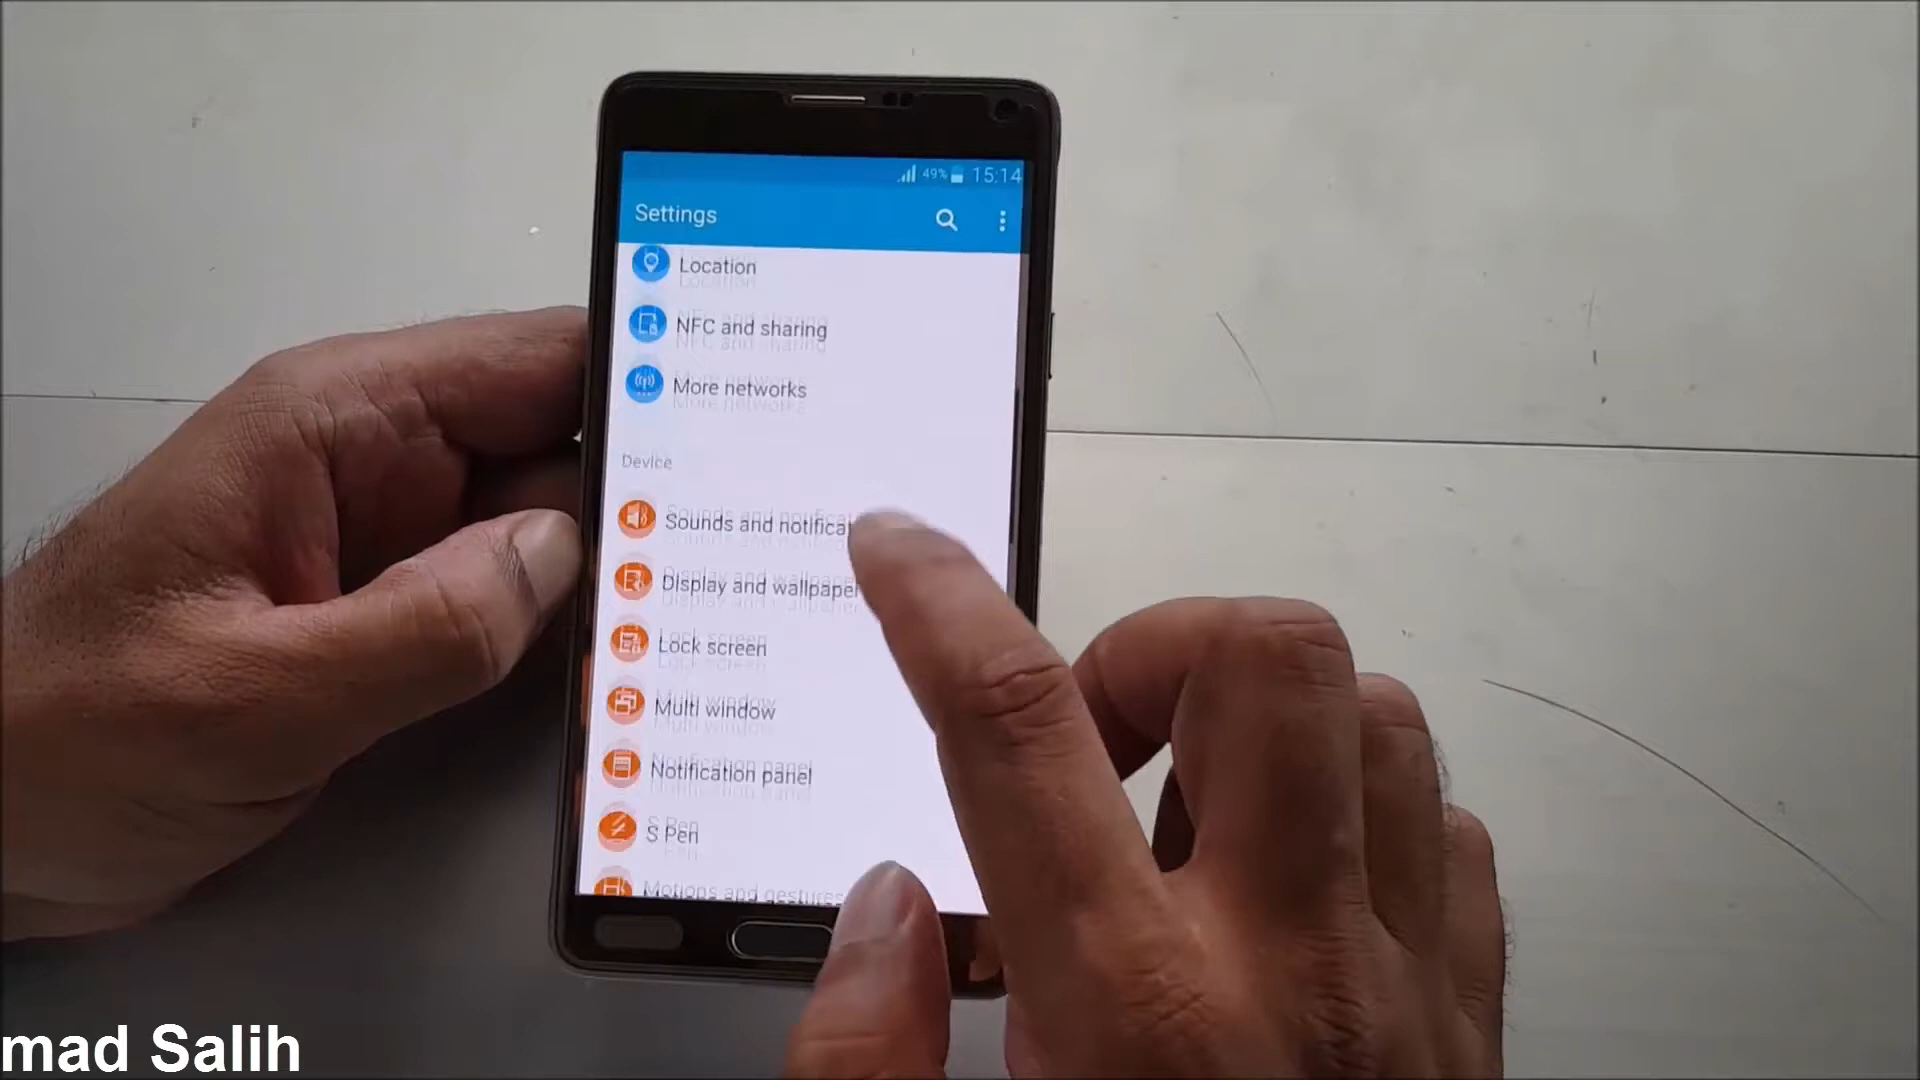 49% 15:14
Settings
Location
NFC and sharing
More networks
Device
Sounds and notificat
Display and wallpaper
Lock screen
Multi window
Notification panel
S Pen
Motions and gestures
mad Salih